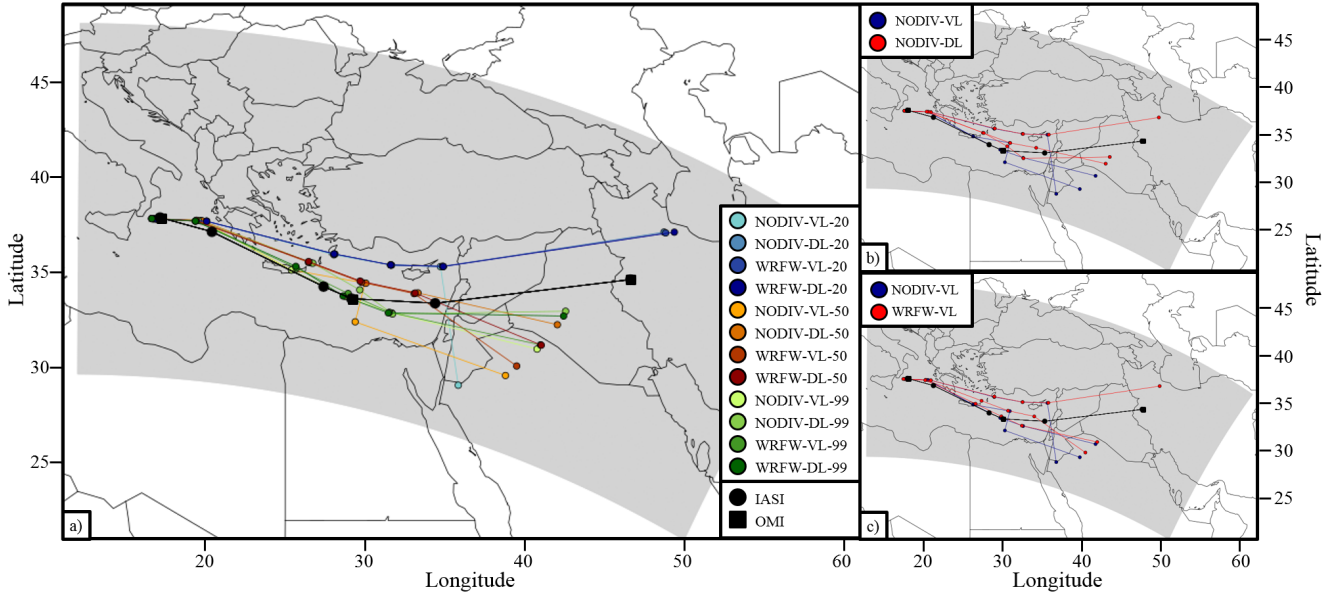 45
40
35
30
25
Latitude
20
30
40
50
60
Longitude
a)
NODIV-VL-20
NODIV-DL-20
WRFW-VL-20
WRFW-DL-20
NODIV-VL-50
NODIV-DL-50
WRFW-VL-50
WRFW-DL-50
NODIV-VL-99
NODIV-DL-99
WRFW-VL-99
WRFW-DL-99
IASI
OMI
NODIV-VL
NODIV-DL
b)
45
40
35
30
25
Latitude
NODIV-VL
WRFW-VL
c)
45
40
35
30
25
20
30
40
50
60
Longitude